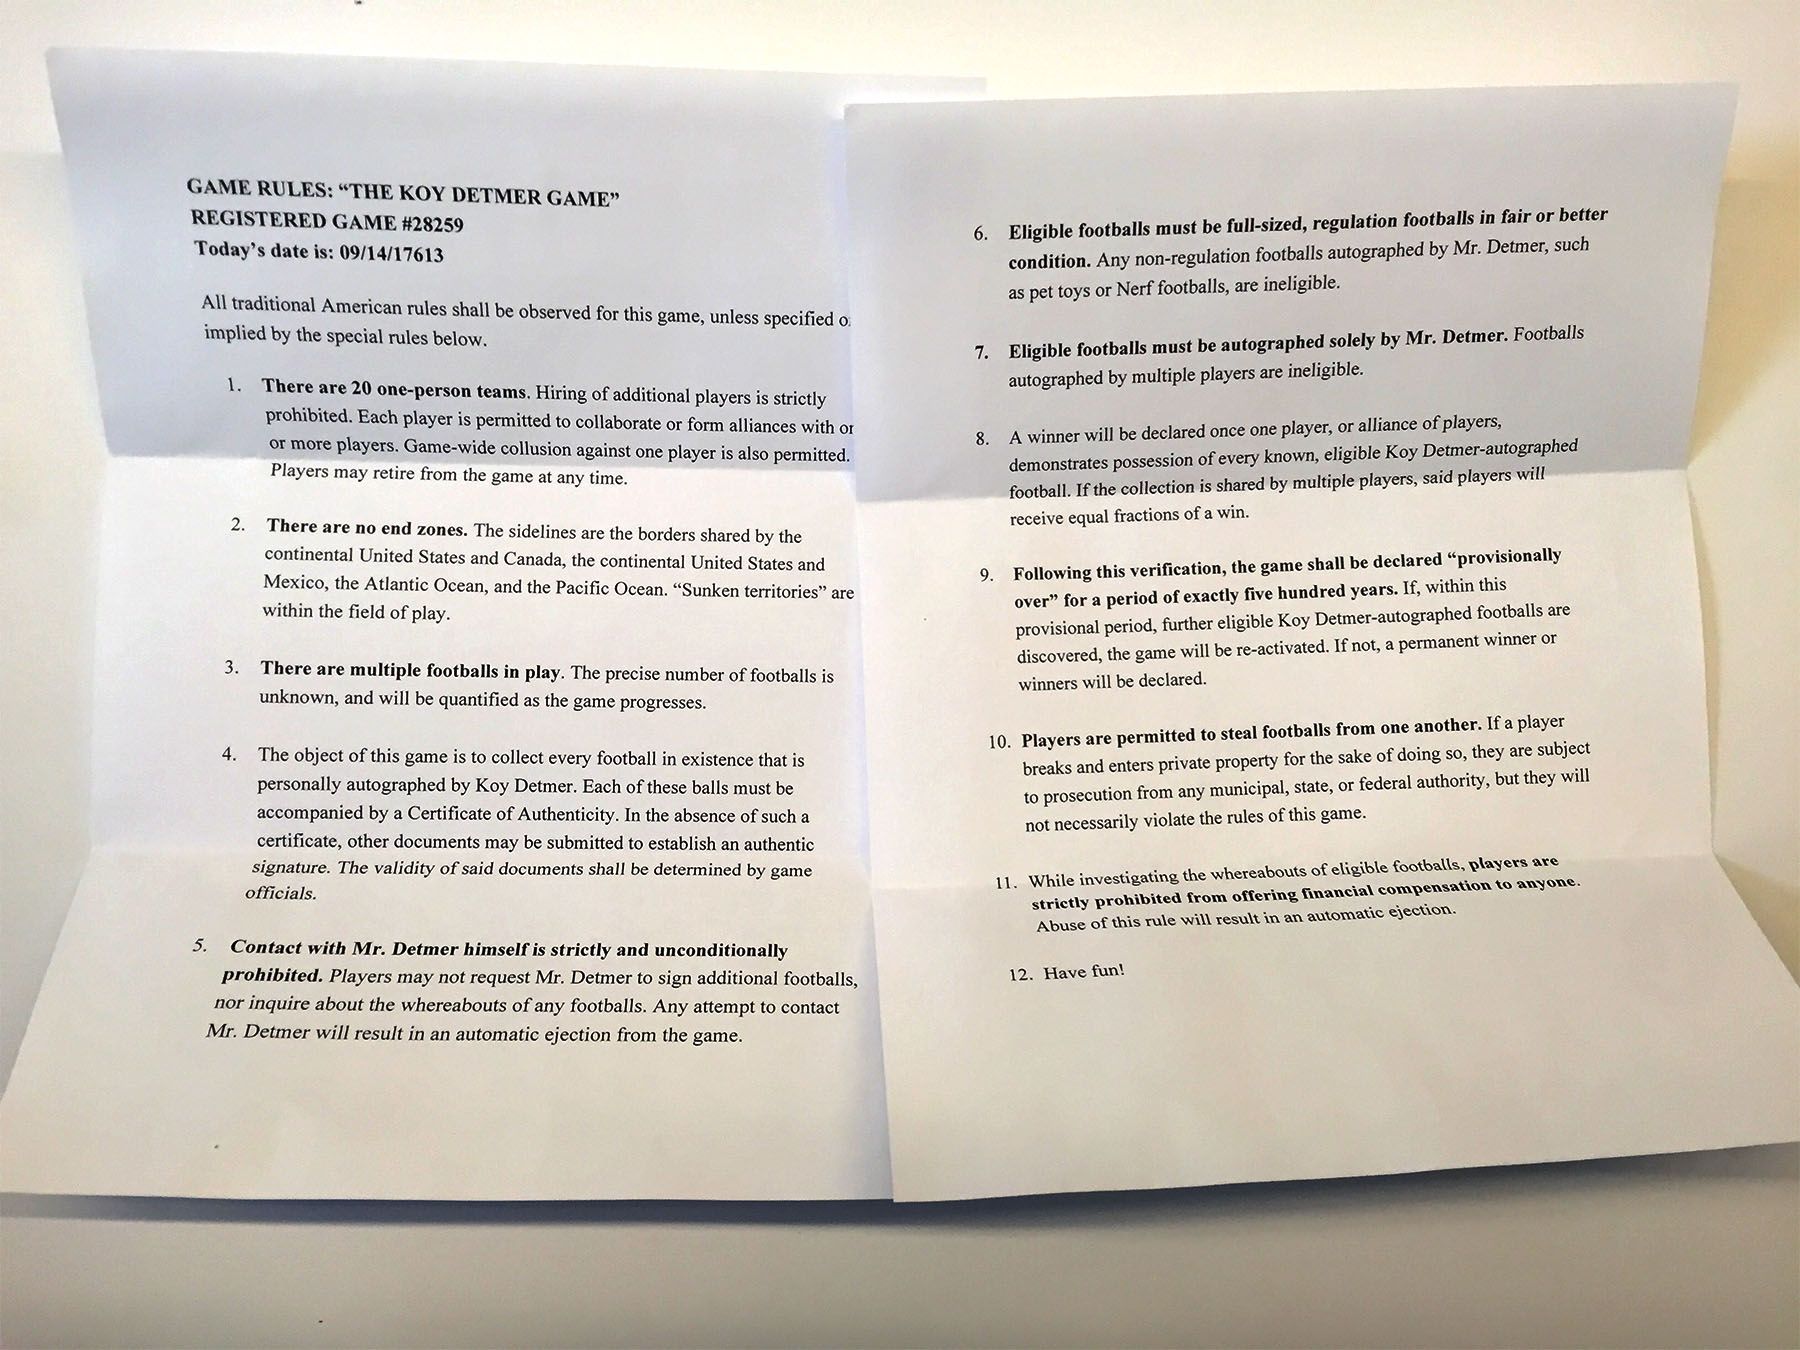 GAME RULES: “THE KOY DETMER GAME”
REGISTERED GAME #28259
Today’s date is: 09/14/17613
All traditional American rules shall be observed for this game, unless specified
implied by the special rules below.
1. There are 20 one-person teams. Hiring of additional players is strictly
prohibited. Each player is permitted to collaborate or form alliances with
or more players. Game-wide collusion against one player is also permitted.
Players may retire from the game at any time.
2. There are no end zones. The sidelines are the borders shared by the
continental United States and Canada, the continental United States and
Mexico, the Atlantic Ocean, and the Pacific Ocean. “Sunken territories” are
within the field of play.
3. There are multiple footballs in play. The precise number of footballs is
unknown, and will be quantified as the game progresses.
4. The object of this game is to collect every football in existence that is
personally autographed by Koy Detmer. Each of these balls must be
accompanied by a Certificate of Authenticity. In the absence of such a
certificate, other documents may be submitted to establish an authentic
signature. The validity of said documents shall be determined by game
officials.
5. Contact with Mr. Detmer himself is strictly and unconditionally
prohibited. Players may not request Mr. Detmer to sign additional footballs,
nor inquire about the whereabouts of any footballs. Any attempt to contact
Mr. Detmer will result in an automatic ejection from the game.
6. Eligible footballs must be full-sized, regulation footballs in fair or better
condition. Any non-regulation footballs autographed by Mr. Detmer, such
as pet toys or Nerf footballs, are ineligible.
7. Eligible footballs must be autographed solely by Mr. Detmer. Footballs
autographed by multiple players are ineligible.
8. A winner will be declared once one player, or alliance of players,
demonstrates possession of every known, eligible Koy Detmer-autographed
football. If the collection is shared by multiple players, said players will
receive equal fractions of a win.
9. Following this verification, the game shall be declared “provisionally
over” for a period of exactly five hundred years. If, within this
provisional period, further eligible Koy Detmer-autographed footballs are
discovered, the game will be re-activated. If not, a permanent winner or
winners will be declared.
10. Players are permitted to steal footballs from one another. If a player
breaks and enters private property for the sake of doing so, they are subject
to prosecution from any municipal, state, or federal authority, but they will
not necessarily violate the rules of this game.
11. While investigating the whereabouts of eligible footballs, players are
strictly prohibited from offering financial compensation to anyone.
Abuse of this rule will result in an automatic ejection.
12. Have fun!